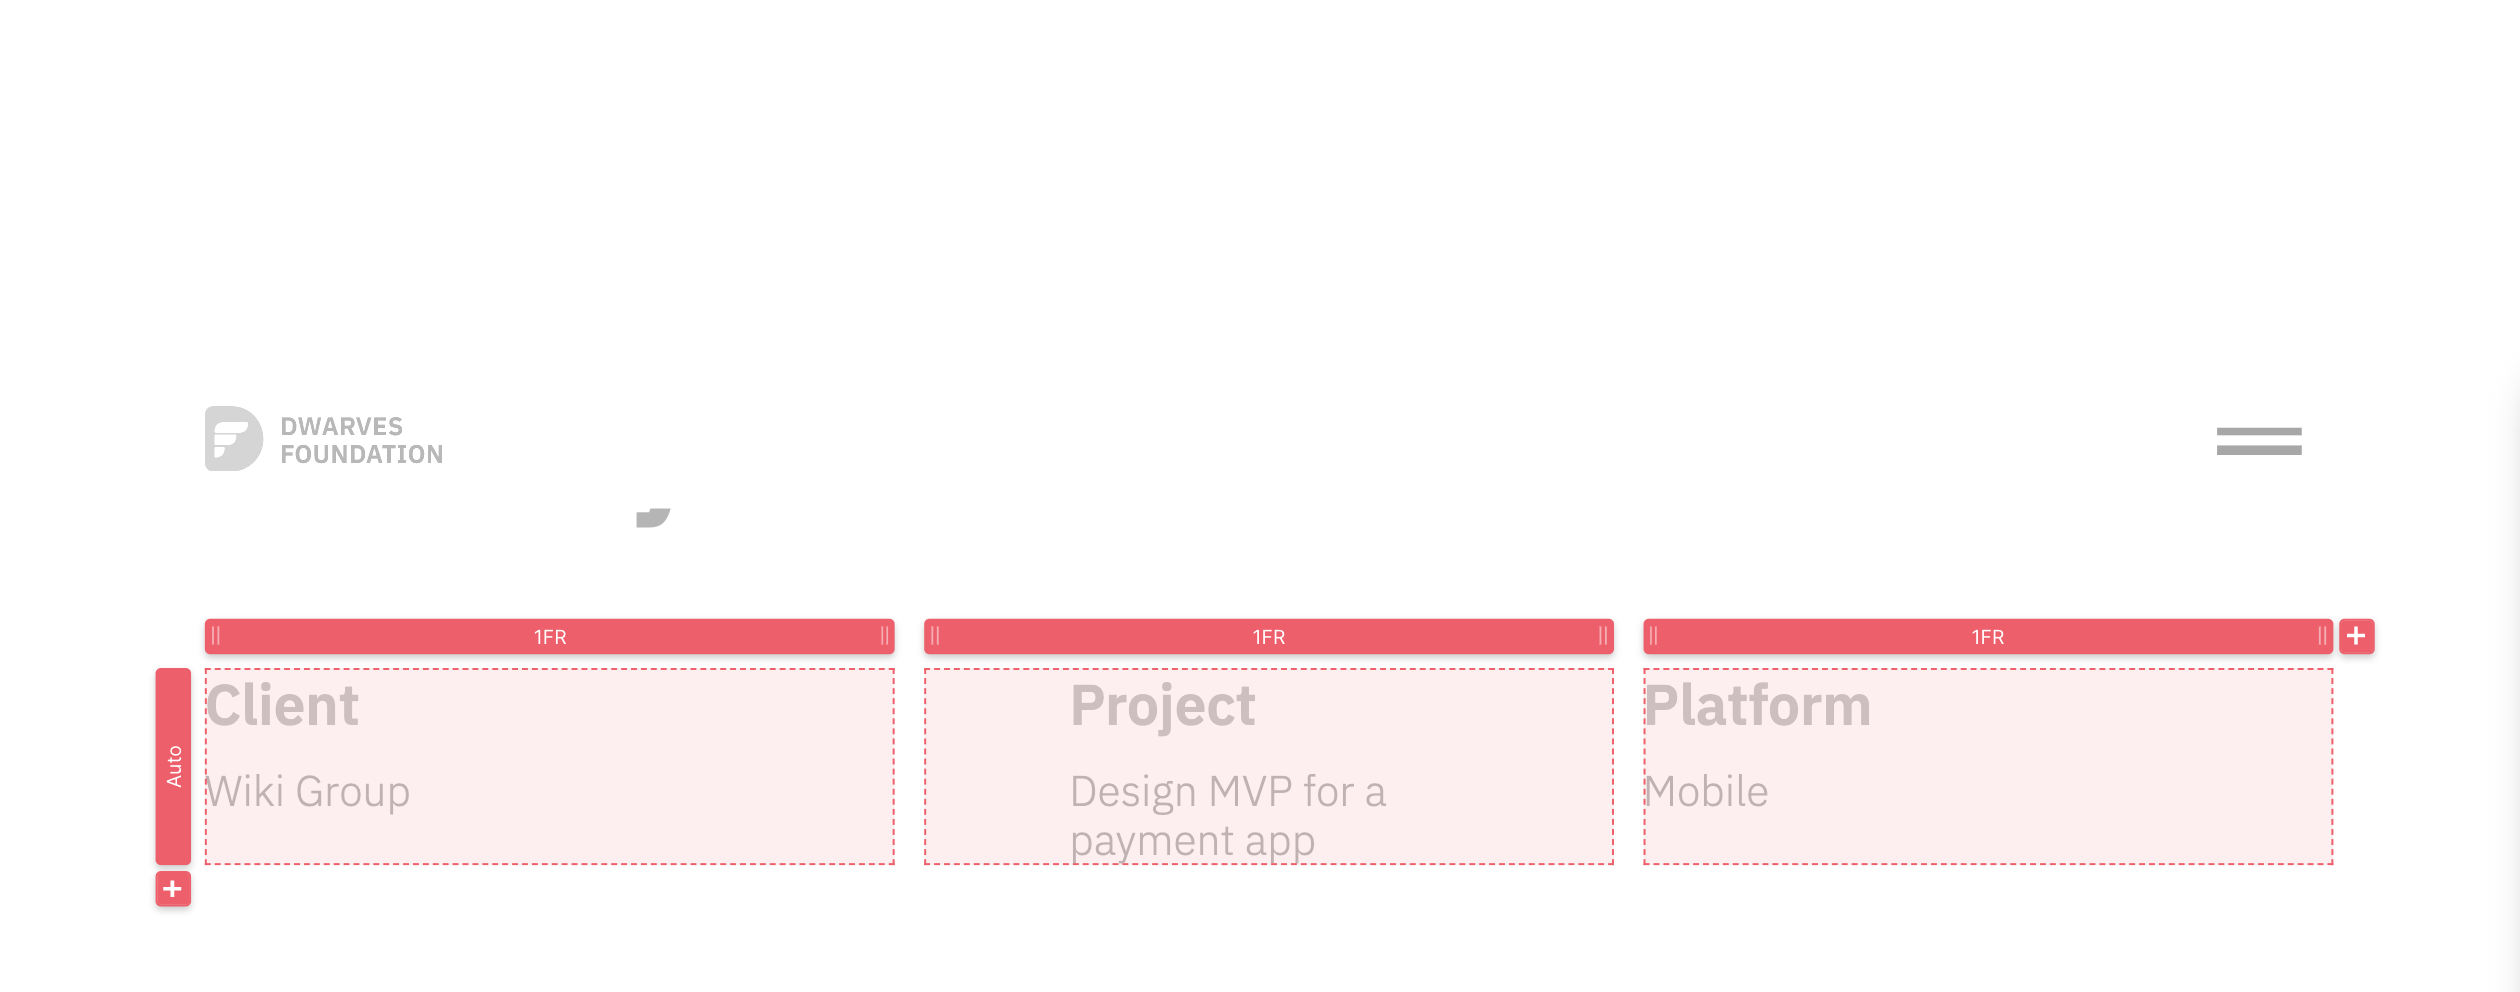 DWARVES
FOUNDATION
1FR
1FR
1FR
Auto
Client
Project
Platform
Wiki Group
Design MVP for a
payment app
Mobile